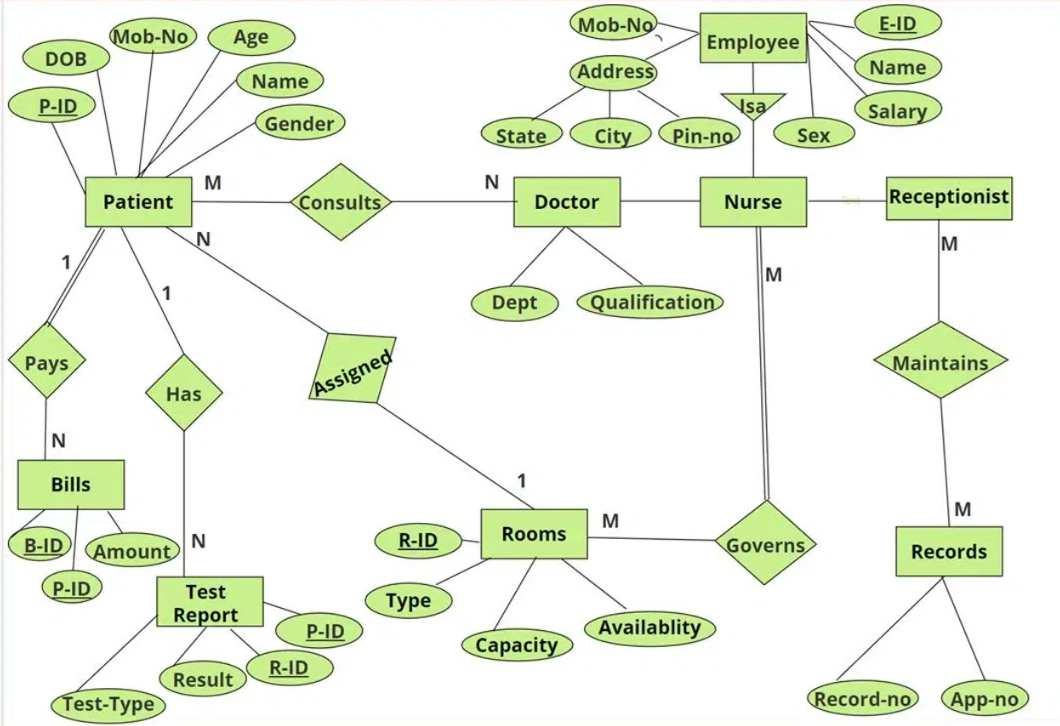 Mob-No
DOB
Age
P-ID
Name
Gender
Mob-No
Employee
E-ID
Address
Name
Isa
Salary
State
City
Pin-no
Sex
Patient
M
Consults
N
Doctor
Nurse
Receptionist
1
N
1
M
M
Dept
Qualification
Pays
Has
Assigned
Maintains
N
1
M
M
Bills
B-ID
Amount
P-ID
N
R-ID
Rooms
Governs
Records
Test
Report
Type
Capacity
Availablity
P-ID
R-ID
Result
Test-Type
Record-no
App-no